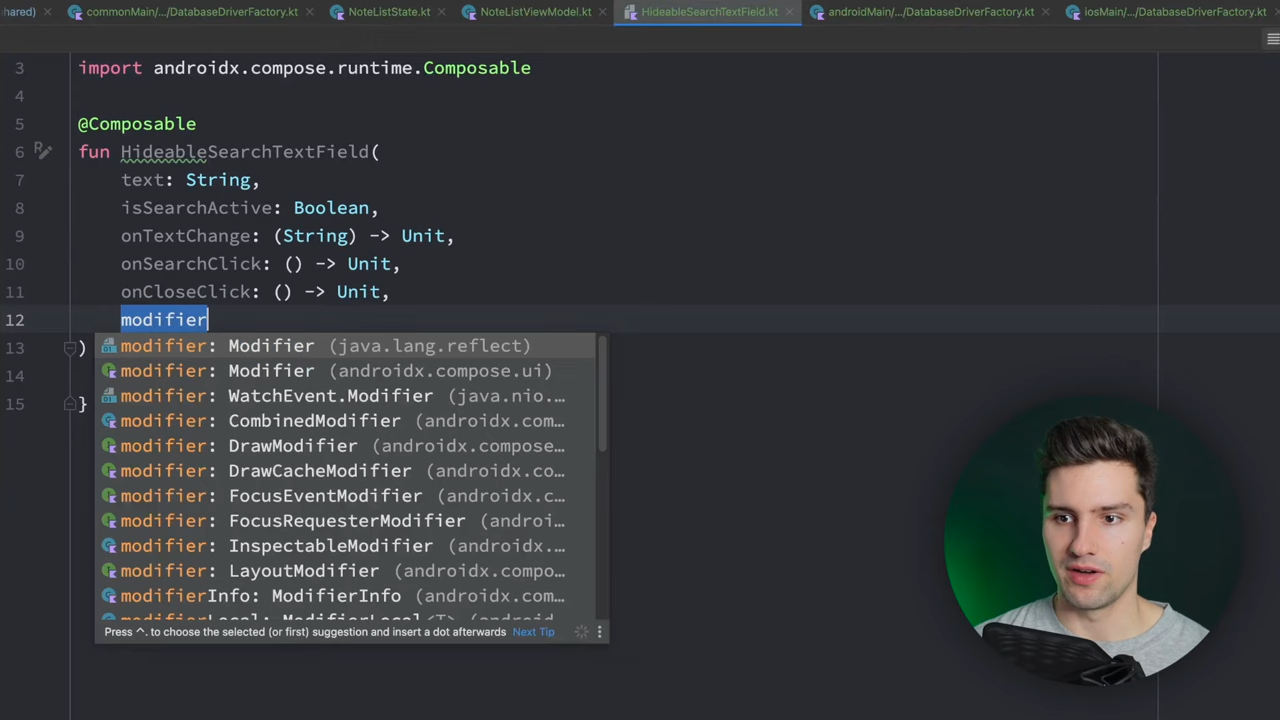 shared)
commonMain/.../DatabaseDriverFactory.kt
NoteListState.kt
NoteListViewModel.kt
HideableSearchTextField.kt
androidMain/.../DatabaseDriverFactory.kt
iosMain/.../DatabaseDriverFactory.kt
3 import androidx.compose.runtime.Composable
4
5 @Composable
6 fun HideableSearchTextField(
7 text: String,
8 isSearchActive: Boolean,
9 onTextChange: (String) -> Unit,
10 onSearchClick: () -> Unit,
11 onCloseClick: () -> Unit,
12 modifier
13 )
14
15 }
modifier: Modifier (java.lang.reflect)
modifier: Modifier (androidx.compose.ui)
modifier: WatchEvent.Modifier (java.nio.…
modifier: CombinedModifier (androidx.com…
modifier: DrawModifier (androidx.compose…
modifier: DrawCacheModifier (androidx.co…
modifier: FocusEventModifier (androidx.c…
modifier: FocusRequesterModifier (androi…
modifier: InspectableModifier (androidx.…
modifier: LayoutModifier (androidx.compo…
modifierInfo: ModifierInfo (androidx.com…
Press ^. to choose the selected (or first) suggestion and insert a dot afterwards Next Tip